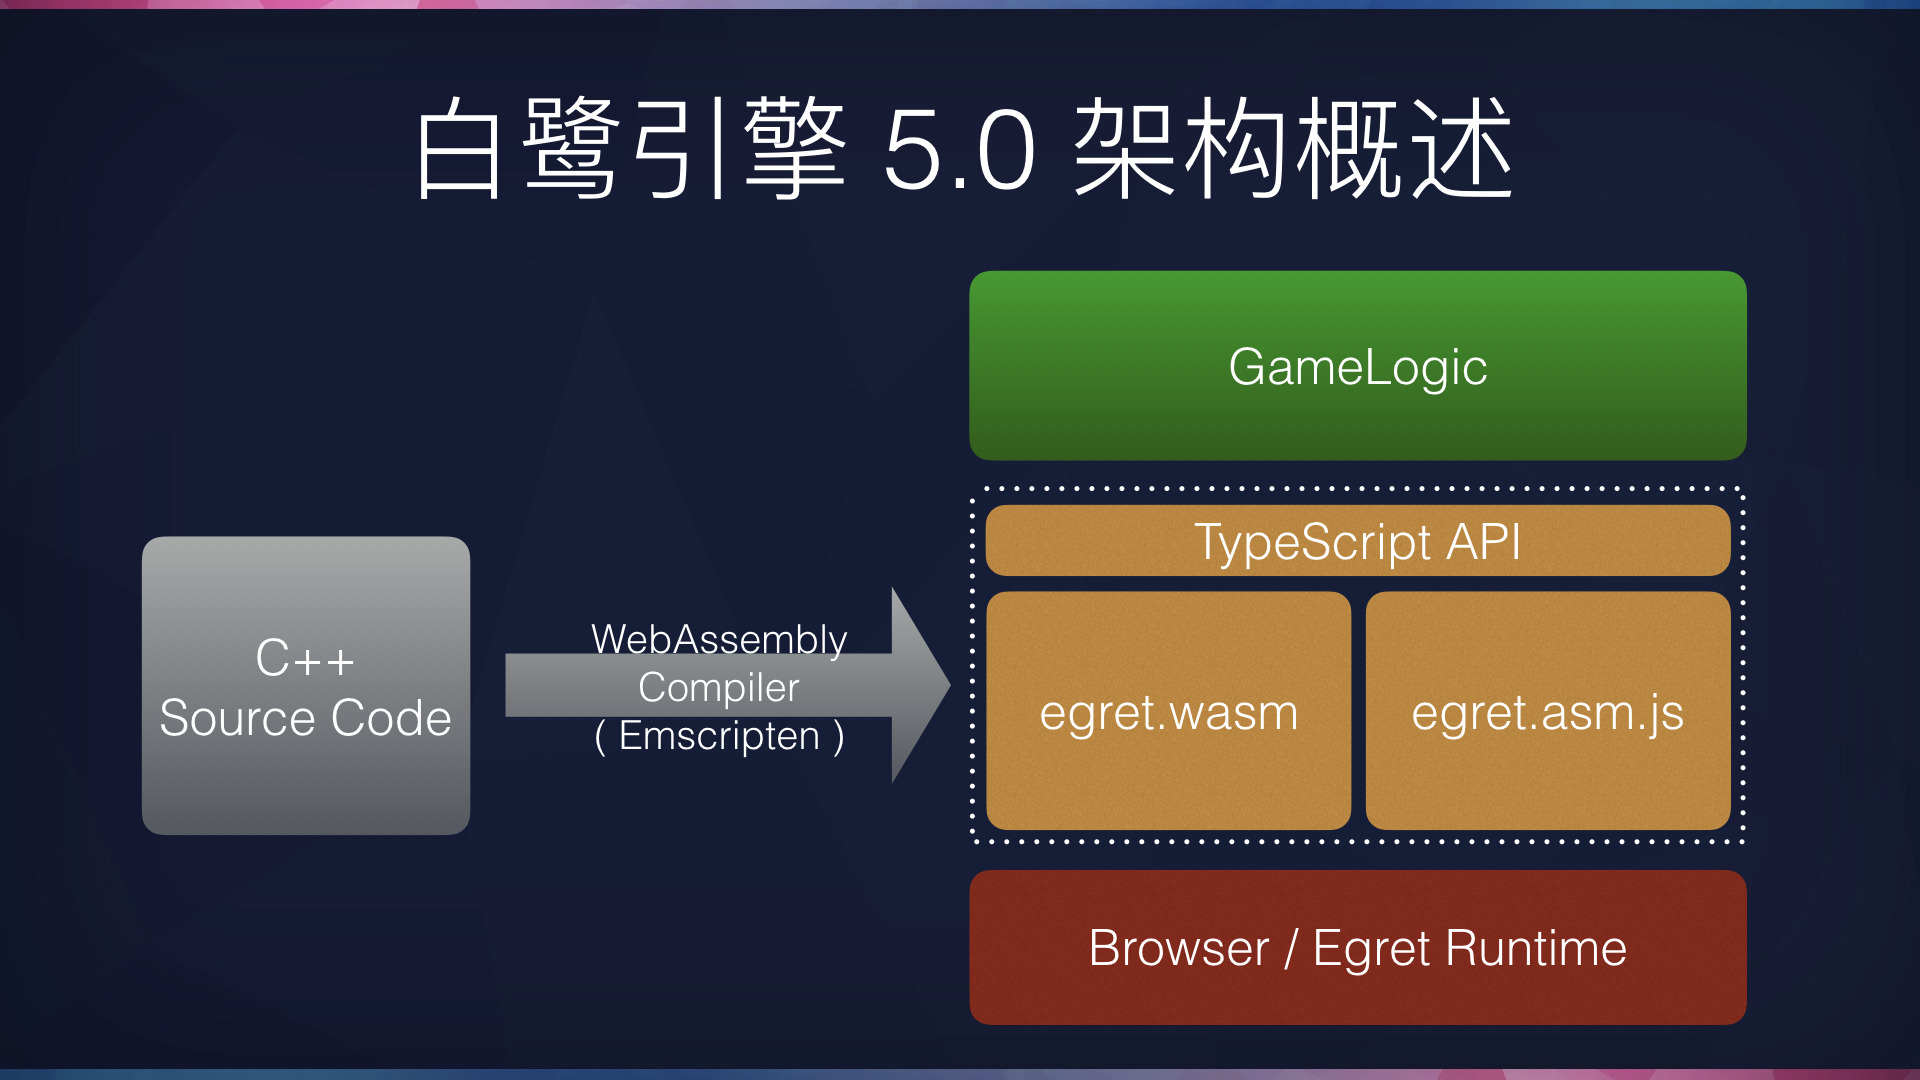 白鹭引擎 5.0 架构概述
C++
Source Code
WebAssembly
Compiler
( Emscripten )
GameLogic
TypeScript API
egret.wasm
egret.asm.js
Browser / Egret Runtime